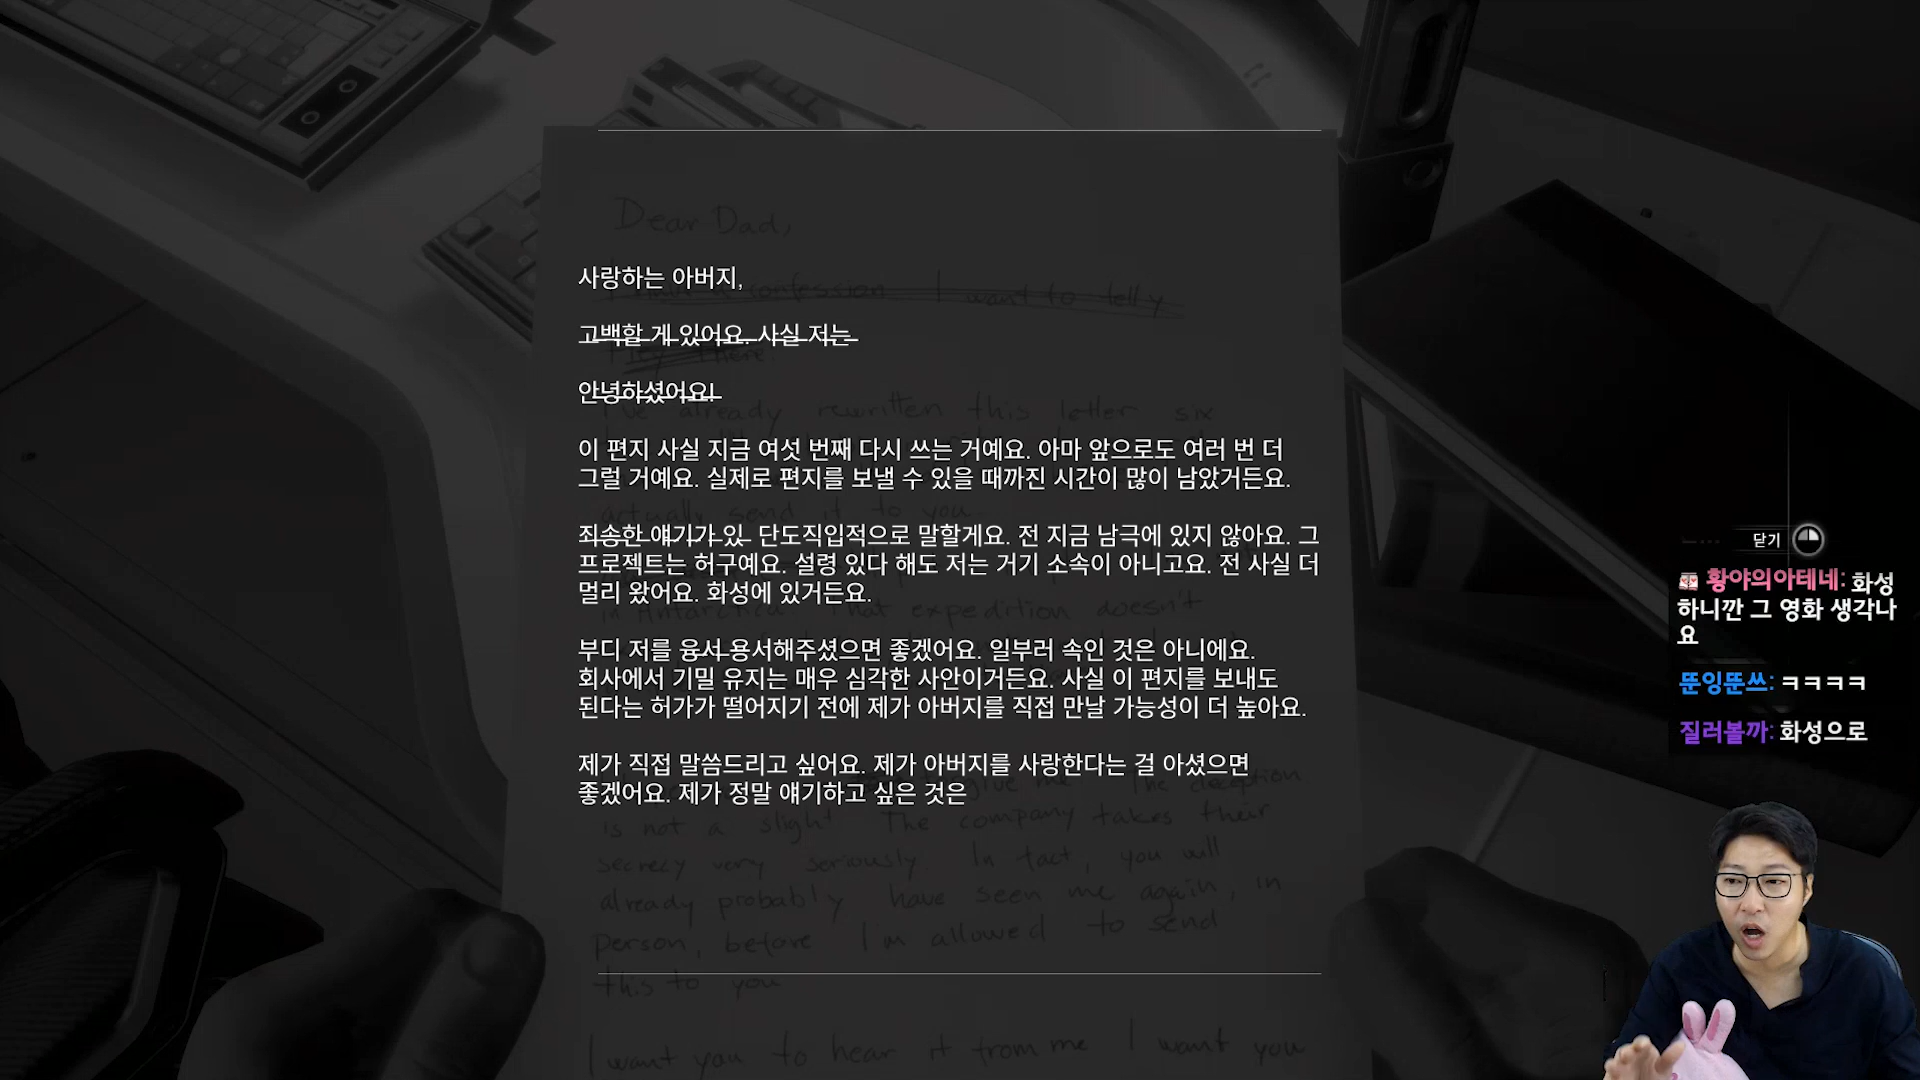 Dear Dad,
사랑하는 아버지,
고백할 게 있어요. 사실 저는
안녕하셨어요!
이 편지 사실 지금 여섯 번째 다시 쓰는 거예요. 아마 앞으로도 여러 번 더
그럴 거예요. 실제로 편지를 보낼 수 있을 때까진 시간이 많이 남았거든요.
죄송한 얘기가 있 단도직입적으로 말할게요. 전 지금 남극에 있지 않아요. 그
프로젝트는 허구예요. 설령 있다 해도 저는 거기 소속이 아니고요. 전 사실 더
멀리 왔어요. 화성에 있거든요.
부디 저를 융서 용서해주셨으면 좋겠어요. 일부러 속인 것은 아니에요.
회사에서 기밀 유지는 매우 심각한 사안이거든요. 사실 이 편지를 보내도
된다는 허가가 떨어지기 전에 제가 아버지를 직접 만날 가능성이 더 높아요.
제가 직접 말씀드리고 싶어요. 제가 아버지를 사랑한다는 걸 아셨으면
좋겠어요. 제가 정말 얘기하고 싶은 것은
confession I want to tell y
already rewritten this letter six
actually send it to you
in Antarctica That expedition doesn't
give me The deception
is not a slight The company takes their
secrecy very seriously In fact, you will
already probably have seen me again, in
person, before I'm allowed to send
this to you
I want you to hear it from me I want you
닫기
황야의아테네: 화성
하니깐 그 영화 생각나
요
뚠잉뚠쓰: ㅋㅋㅋㅋ
질러볼까: 화성으로